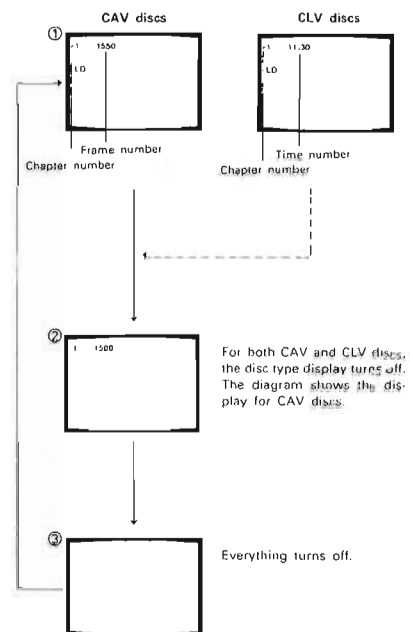 CAV discs
CLV discs
①
1 1550
LD
1 11.30
LD
Frame number
Chapter number
Time number
Chapter number
②
1 1500
For both CAV and CLV discs,
the disc type display turns off.
The diagram shows the dis-
play for CAV discs.
③
Everything turns off.